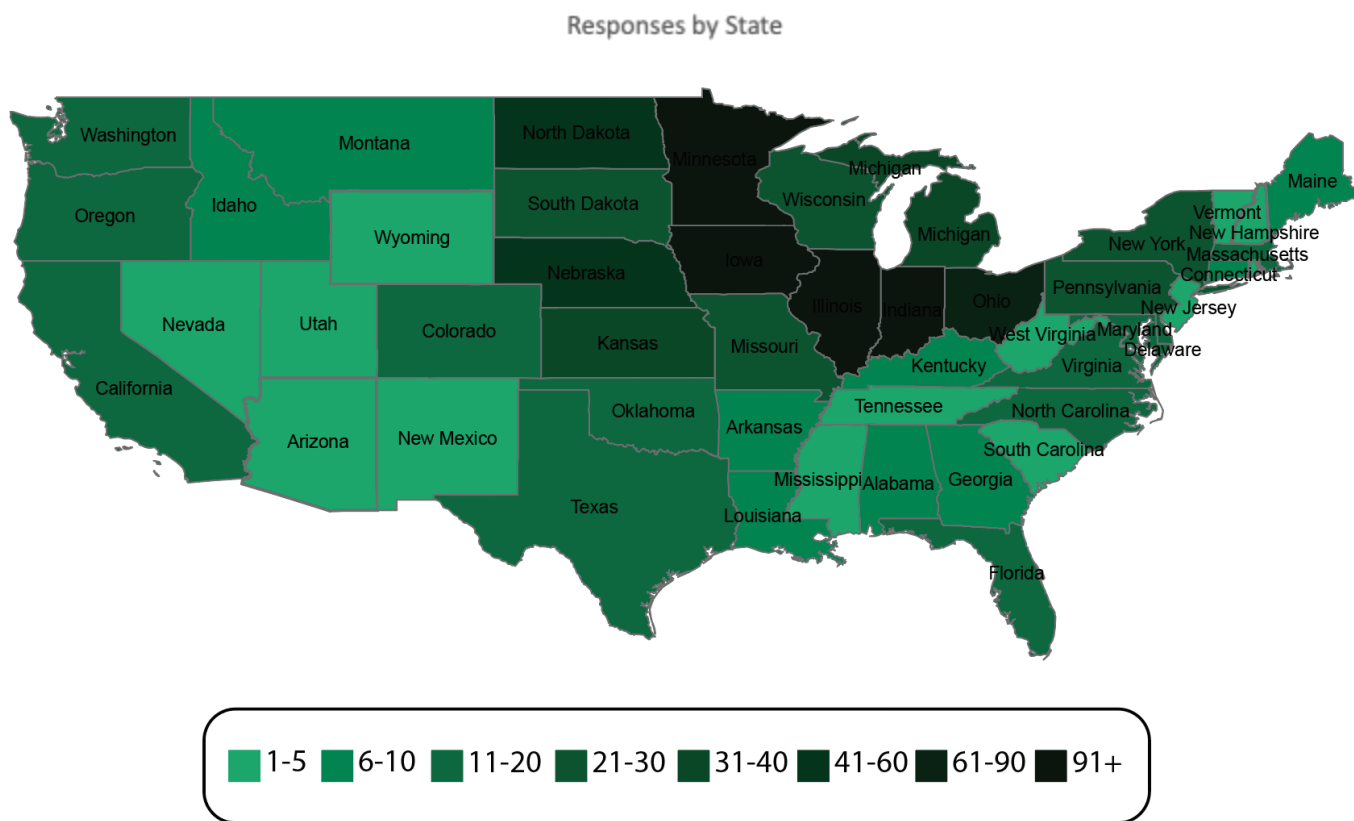 Responses by State
Washington
Montana
North Dakota
Minnesota
Michigan
Maine
Oregon
Idaho
South Dakota
Wisconsin
Vermont
Wyoming
Michigan
New Hampshire
New York
Massachusetts
Nebraska
Iowa
Connecticut
Pennsylvania
Nevada
Utah
Illinois
Indiana
Ohio
New Jersey
Colorado
Kansas
Missouri
West Virginia
Maryland
Delaware
California
Kentucky
Virginia
Arizona
New Mexico
Oklahoma
Arkansas
Tennessee
North Carolina
South Carolina
Mississippi
Alabama
Georgia
Texas
Louisiana
Florida
1-5 6-10 11-20 21-30 31-40 41-60 61-90 91+